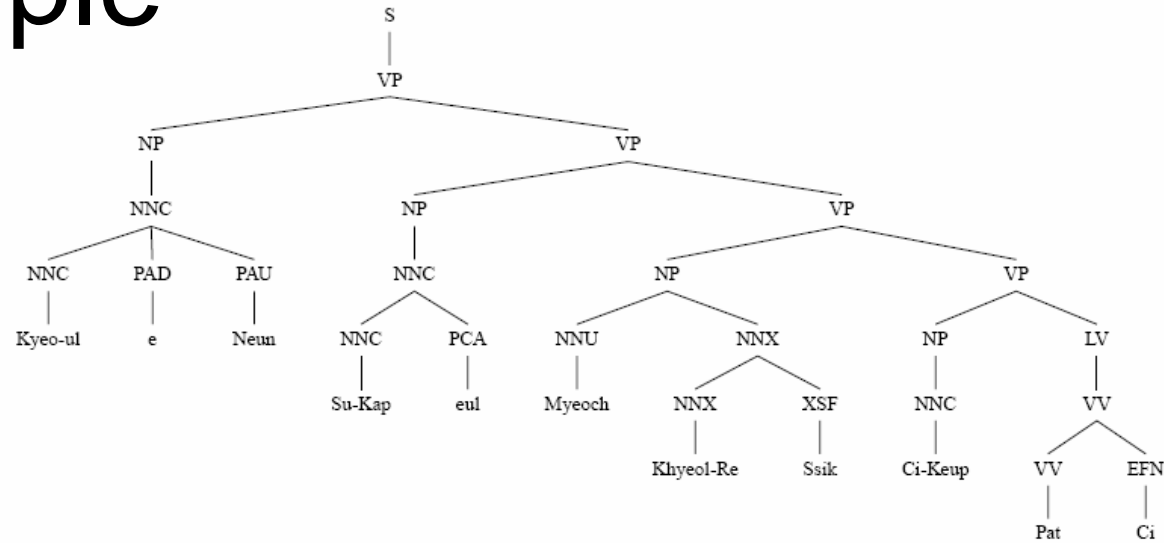 ple
S
VP
NP VP
NNC NP VP
NNC PAD PAU NNC NP VP
Kyeo-ul e Neun NNC PCA NNU NNX NP LV
Su-Kap eul Myeoch NNX XSF NNC VV
Khyeol-Re Ssik Ci-Keup VV EFN
Pat Ci